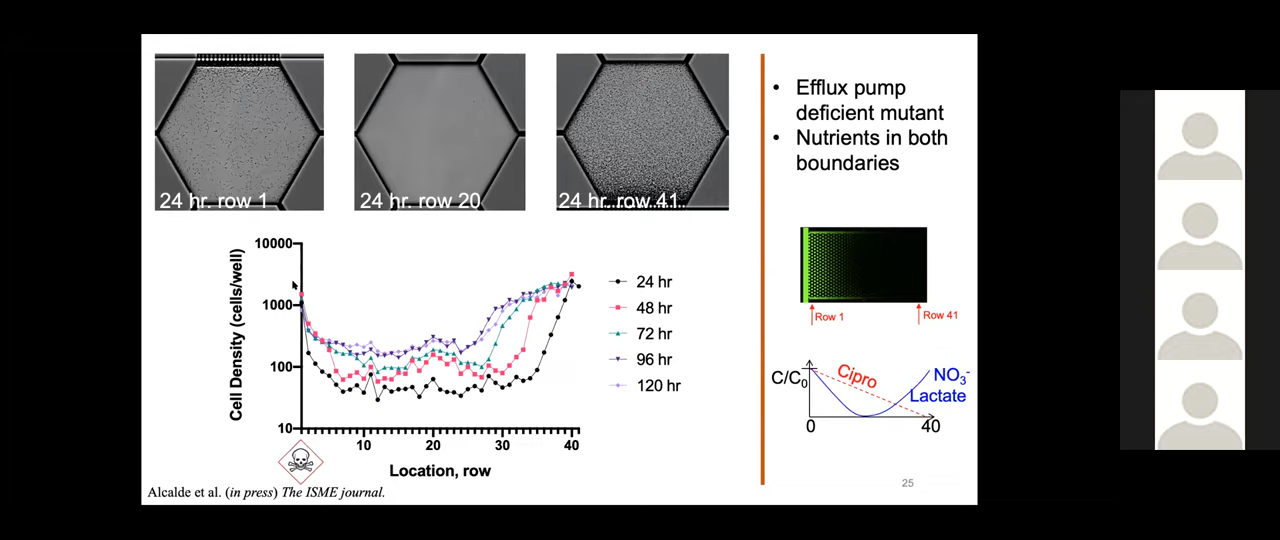 24 hr. row 1
24 hr. row 20
24 hr. row 41
• Efflux pump
deficient mutant
• Nutrients in both
boundaries
10000
1000
100
10
Cell Density (cells/well)
10
20
30
40
Location, row
24 hr
48 hr
72 hr
96 hr
120 hr
Row 1
Row 41
C/C0
Cipro
NO3-
Lactate
0
40
Alcalde et al. (in press) The ISME journal.
25